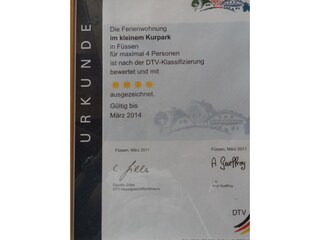 URKUNDE
Die Ferienwohnung
im kleinem Kurpark
in Füssen
für maximal 4 Personen
ist nach der DTV-Klassifizierung
bewertet und mit
ausgezeichnet.
Gültig bis
März 2014
Füssen, März 2011
Füssen, März 2011
DTV